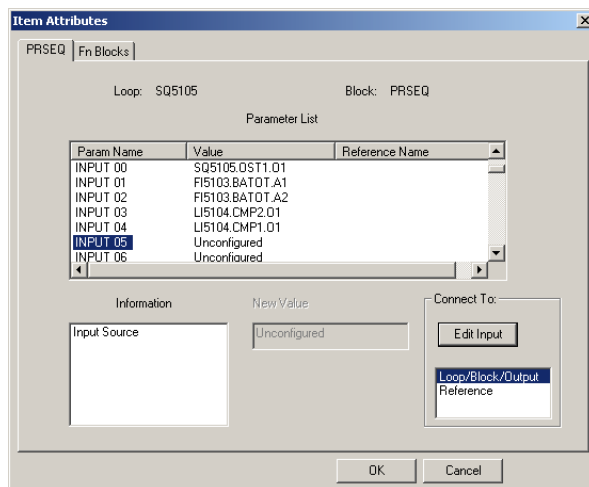 Item Attributes
PRSEQ Fn Blocks
Loop: SQ5105 Block: PRSEQ
Parameter List
Param Name Value Reference Name
INPUT 00 SQ5105.OST1.O1
INPUT 01 FI5103.BATOT.A1
INPUT 02 FI5103.BATOT.A2
INPUT 03 LI5104.CMP2.O1
INPUT 04 LI5104.CMP1.O1
INPUT 05 Unconfigured
INPUT 06 Unconfigured
Information New Value Connect To:
Input Source Unconfigured Edit Input
Loop/Block/Output
Reference
OK Cancel